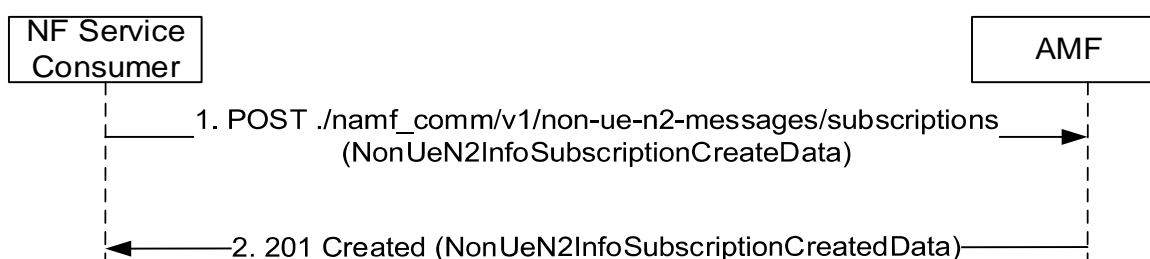 NF Service
Consumer
AMF
1. POST ./namf_comm/v1/non-ue-n2-messages/subscriptions
(NonUeN2InfoSubscriptionCreateData)
2. 201 Created (NonUeN2InfoSubscriptionCreatedData)